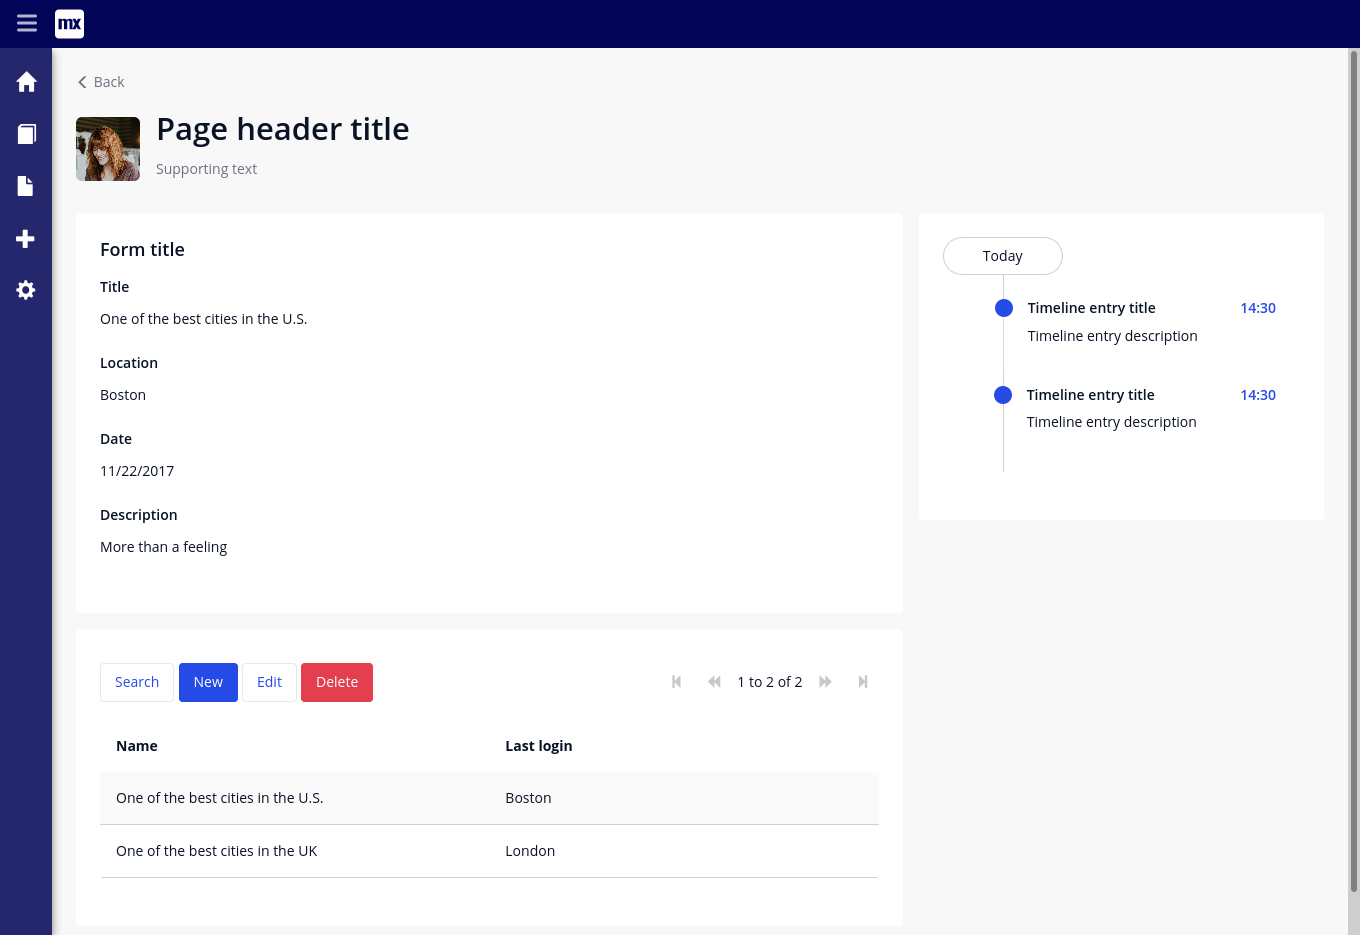 mx
Back
Page header title
Supporting text
Form title
Title
One of the best cities in the U.S.
Location
Boston
Date
11/22/2017
Description
More than a feeling
Today
Timeline entry title 14:30
Timeline entry description
Timeline entry title 14:30
Timeline entry description
Search New Edit Delete 1 to 2 of 2
Name Last login
One of the best cities in the U.S. Boston
One of the best cities in the UK London